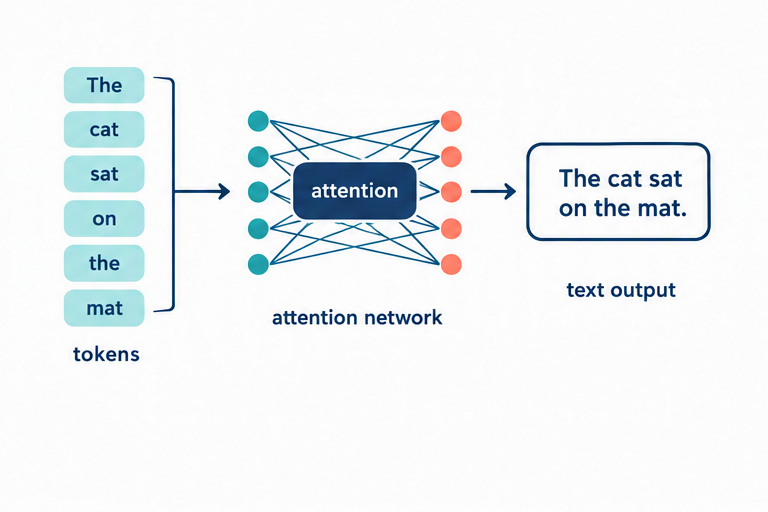 The
cat
sat
on
the
mat
tokens
attention
attention network
The cat sat
on the mat.
text output